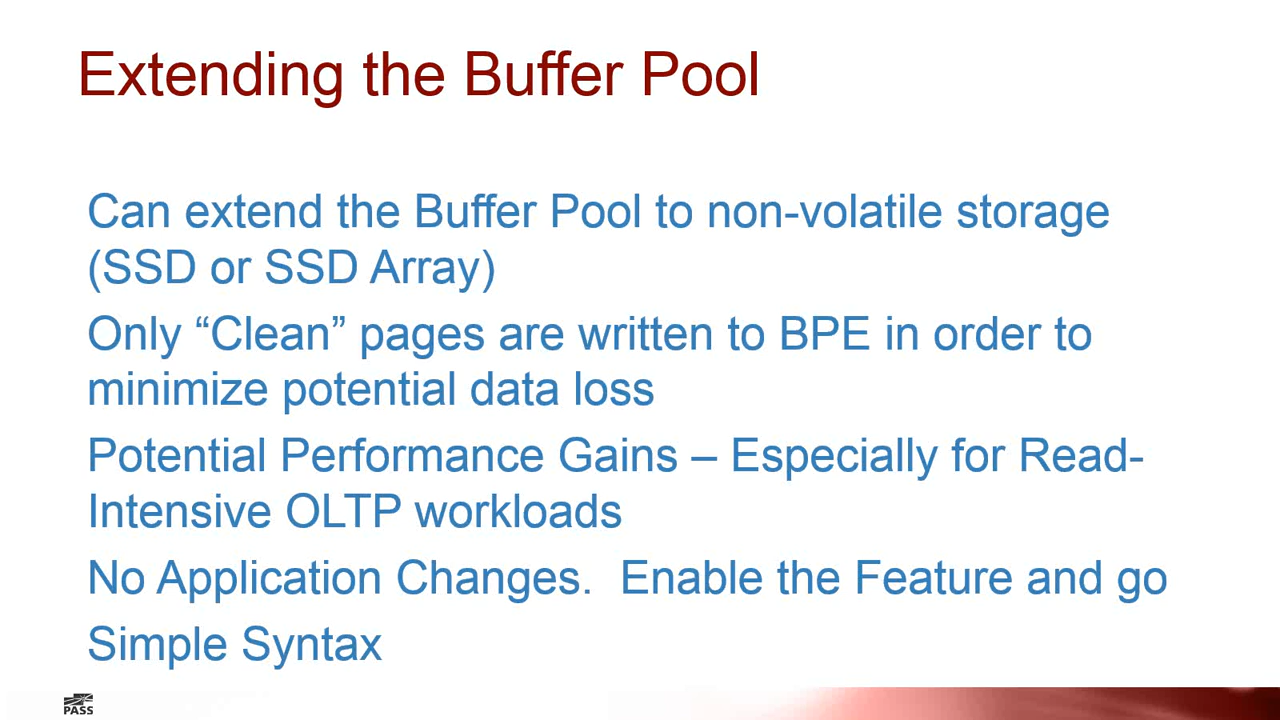 Extending the Buffer Pool
Can extend the Buffer Pool to non-volatile storage
(SSD or SSD Array)
Only “Clean” pages are written to BPE in order to
minimize potential data loss
Potential Performance Gains – Especially for Read-
Intensive OLTP workloads
No Application Changes.  Enable the Feature and go
Simple Syntax
PASS